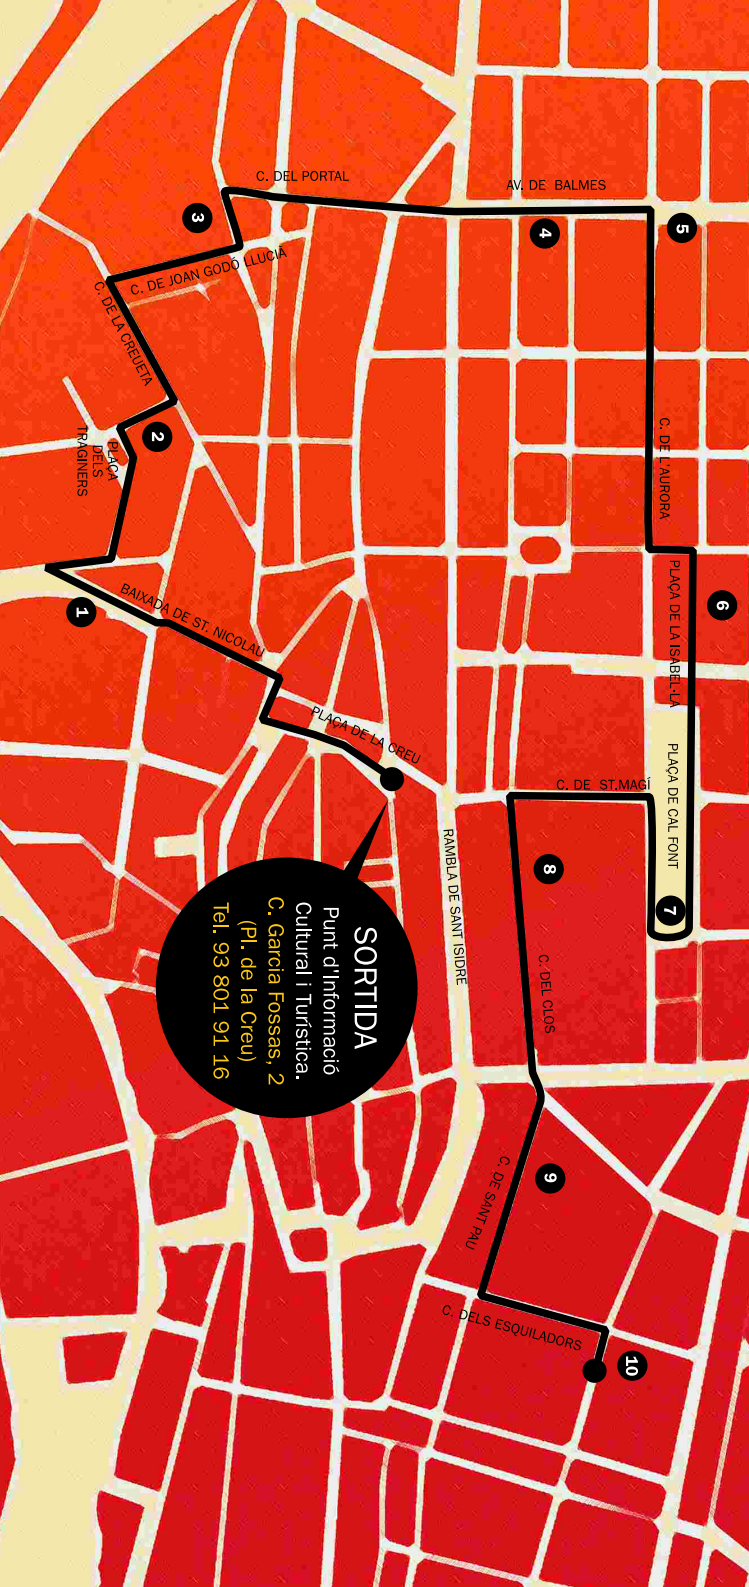 C. DEL PORTAL
AV. DE BALMES
3
4
5
C. DE JOAN GODÓ LLUCIÀ
C. DE LA CREUETA
2
PLAÇA
DELS
TRAGINERS
C. DE L'AURORA
1
BAIXADA DE ST. NICOLAU
PLAÇA DE LA ISABEL·LA
6
PLAÇA DE LA CREU
PLAÇA DE CAL FONT
C. DE ST.MAGÍ
RAMBLA DE SANT ISIDRE
8
7
C. DEL CLOS
SORTIDA
Punt d'Informació
Cultural i Turística.
C. Garcia Fossas, 2
(Pl. de la Creu)
Tel. 93 801 91 16
C. DE SANT PAU
9
C. DELS ESQUILADORS
10